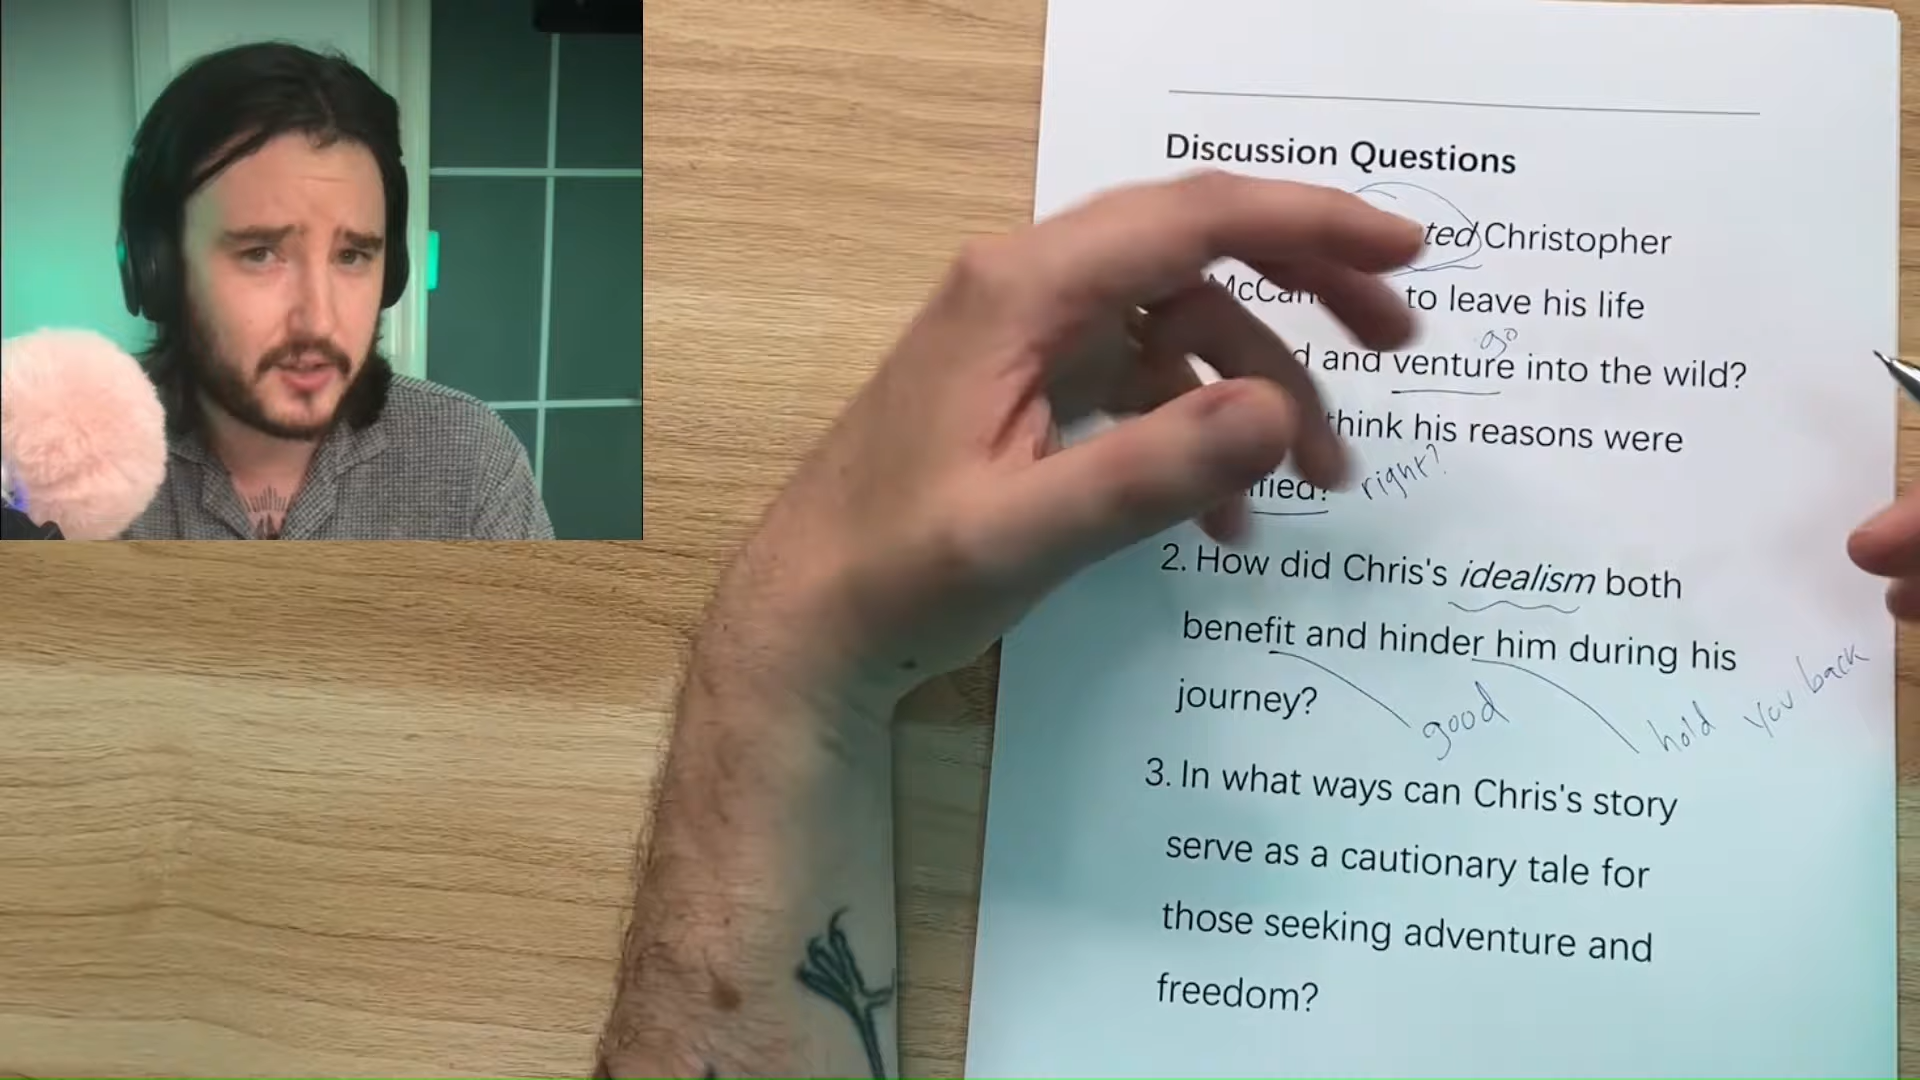 Discussion Questions
ted Christopher
to leave his life
go
and venture into the wild?
think his reasons were
right?
2. How did Chris's idealism both
benefit and hinder him during his
journey?
good
hold you back
3. In what ways can Chris's story
serve as a cautionary tale for
those seeking adventure and
freedom?